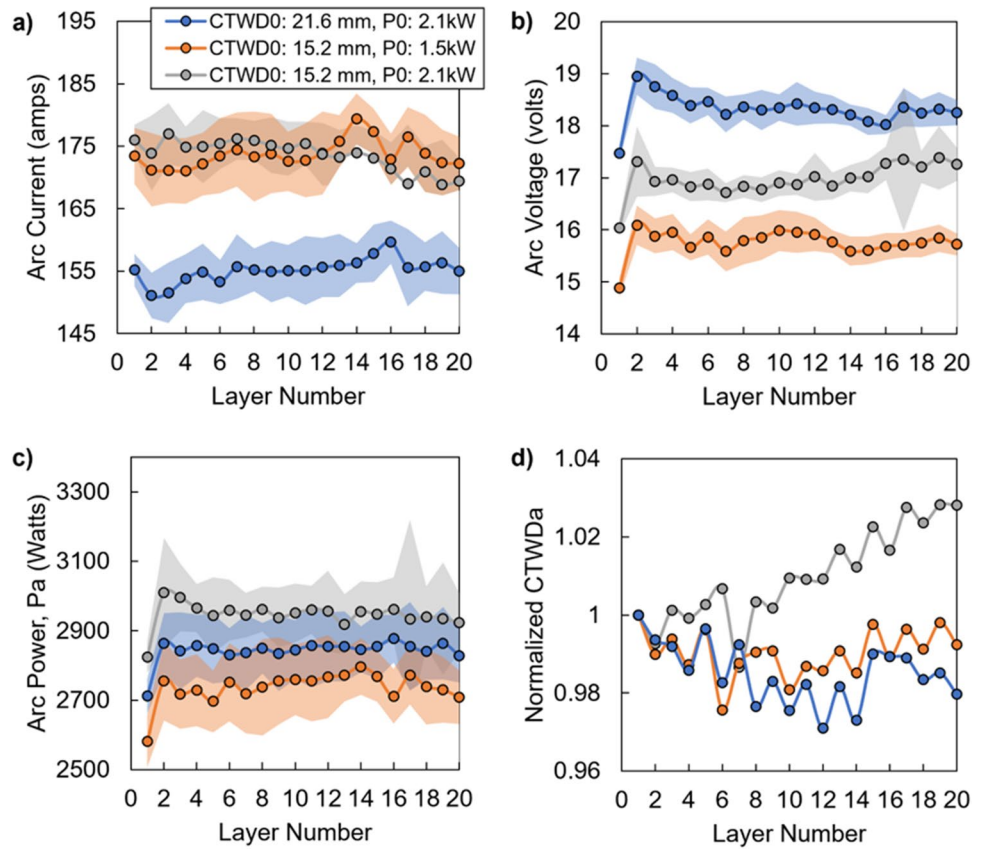 a)
195
185
175
165
155
145
Arc Current (amps)
CTWD0: 21.6 mm, P0: 2.1kW
CTWD0: 15.2 mm, P0: 1.5kW
CTWD0: 15.2 mm, P0: 2.1kW
0 2 4 6 8 10 12 14 16 18 20
Layer Number
b)
20
19
18
17
16
15
14
Arc Voltage (volts)
0 2 4 6 8 10 12 14 16 18 20
Layer Number
c)
3300
3100
2900
2700
2500
Arc Power, Pa (Watts)
0 2 4 6 8 10 12 14 16 18 20
Layer Number
d)
1.04
1.02
1
0.98
0.96
Normalized CTWDa
0 2 4 6 8 10 12 14 16 18 20
Layer Number